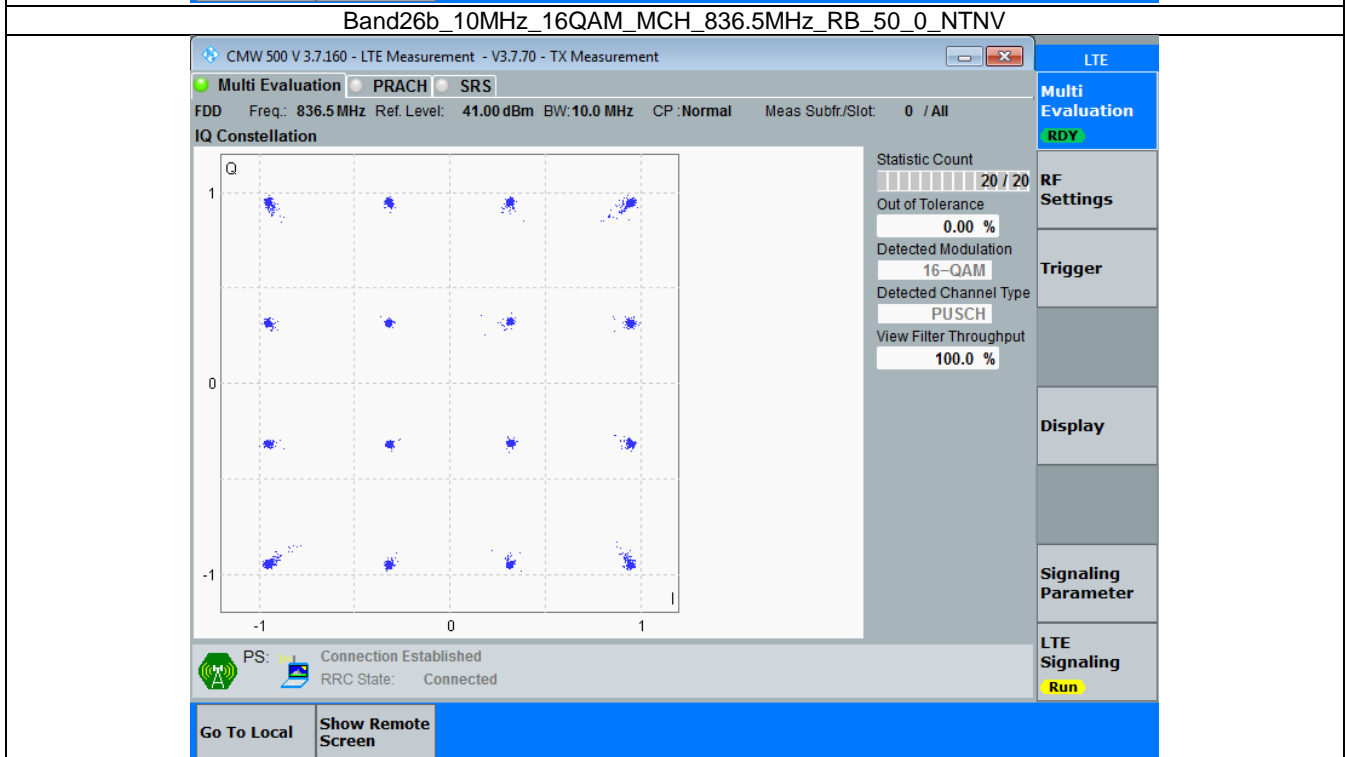 Band26b_10MHz_16QAM_MCH_836.5MHz_RB_50_0_NTNV
CMW 500 V 3.7.160 - LTE Measurement - V3.7.70 - TX Measurement
LTE
Multi Evaluation PRACH SRS
Multi
Evaluation
RDY
FDD Freq.: 836.5 MHz Ref. Level: 41.00 dBm BW: 10.0 MHz CP : Normal Meas Subfr./Slot: 0 / All
IQ Constellation
Q
1
0
-1
I
-1 0 1
Statistic Count
20 / 20
Out of Tolerance
0.00 %
Detected Modulation
16-QAM
Detected Channel Type
PUSCH
View Filter Throughput
100.0 %
RF
Settings
Trigger
Display
Signaling
Parameter
LTE
Signaling
Run
PS:
Connection Established
RRC State: Connected
Go To Local
Show Remote
Screen